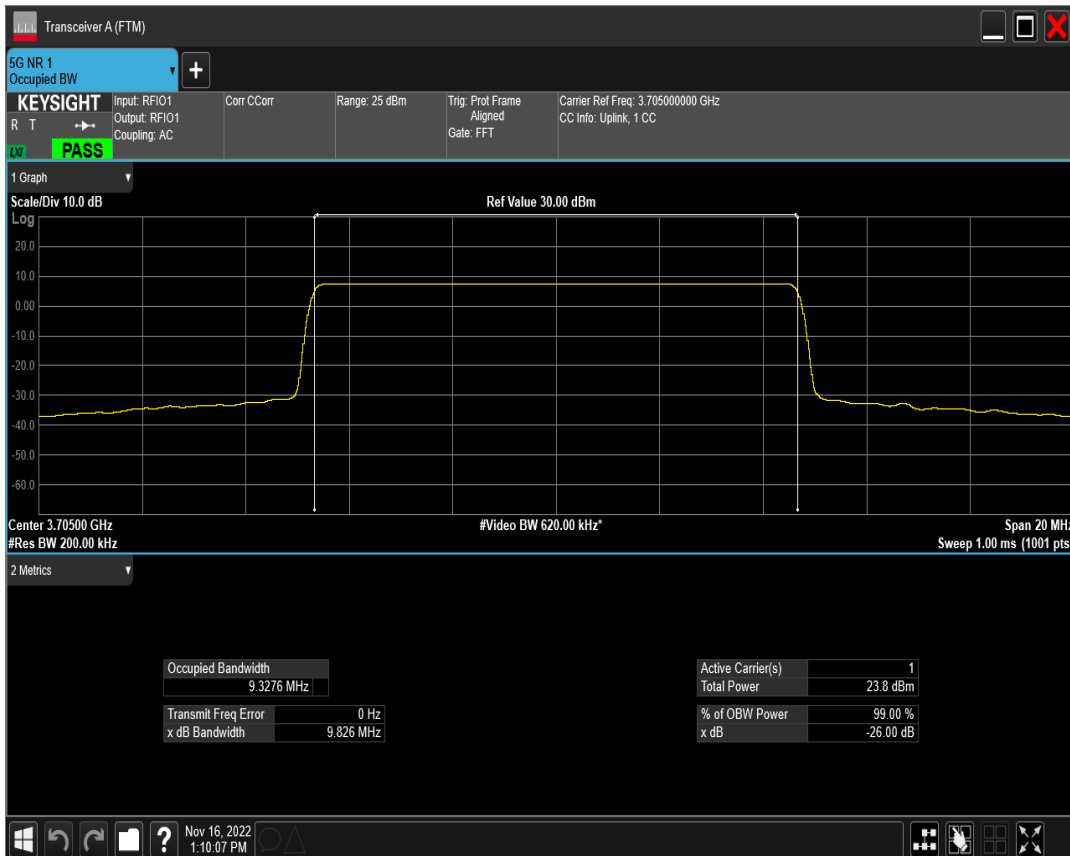 Transceiver A (FTM)
5G NR 1
Occupied BW
+
KEYSIGHT
R T
LXI
PASS
Input: RFIO1
Output: RFIO1
Coupling: AC
Corr CCorr
Range: 25 dBm
Trig: Prot Frame
Aligned
Gate: FFT
Carrier Ref Freq: 3.705000000 GHz
CC Info: Uplink, 1 CC
1 Graph
Scale/Div 10.0 dB
Ref Value 30.00 dBm
Log
20.0
10.0
0.00
-10.0
-20.0
-30.0
-40.0
-50.0
-60.0
Center 3.70500 GHz
#Video BW 620.00 kHz*
Span 20 MHz
#Res BW 200.00 kHz
Sweep 1.00 ms (1001 pts
2 Metrics
Occupied Bandwidth
9.3276 MHz
Transmit Freq Error 0 Hz
x dB Bandwidth 9.826 MHz
Active Carrier(s) 1
Total Power 23.8 dBm
% of OBW Power 99.00 %
x dB -26.00 dB
?
Nov 16, 2022
1:10:07 PM